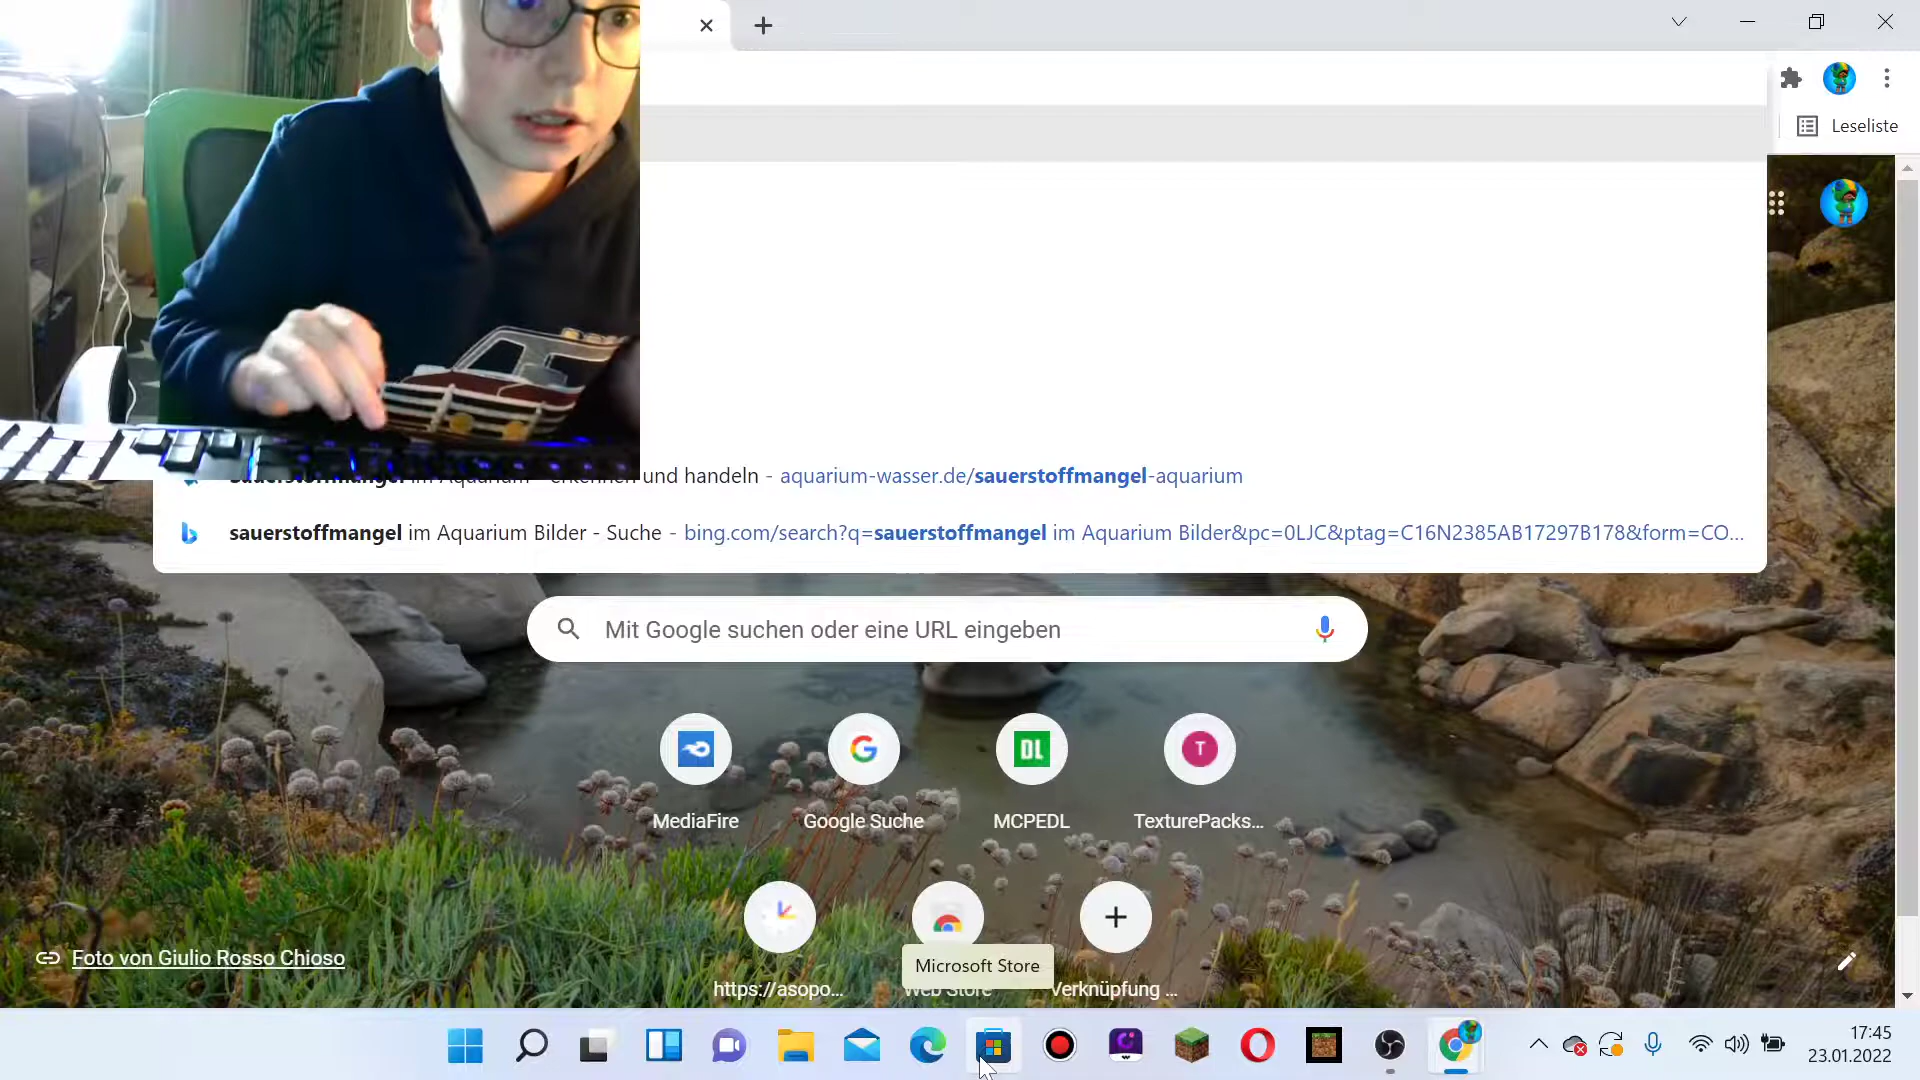 Leseliste
und handeln - aquarium-wasser.de/sauerstoffmangel-aquarium
sauerstoffmangel im Aquarium Bilder - Suche - bing.com/search?q=sauerstoffmangel im Aquarium Bilder&pc=0LJC&ptag=C16N2385AB17297B178&form=CO...
Mit Google suchen oder eine URL eingeben
MediaFire
Google Suche
MCPEDL
TexturePacks...
Foto von Giulio Rosso Chioso
Microsoft Store
https://asopo...
Web Store
Verknüpfung ...
17:45
23.01.2022